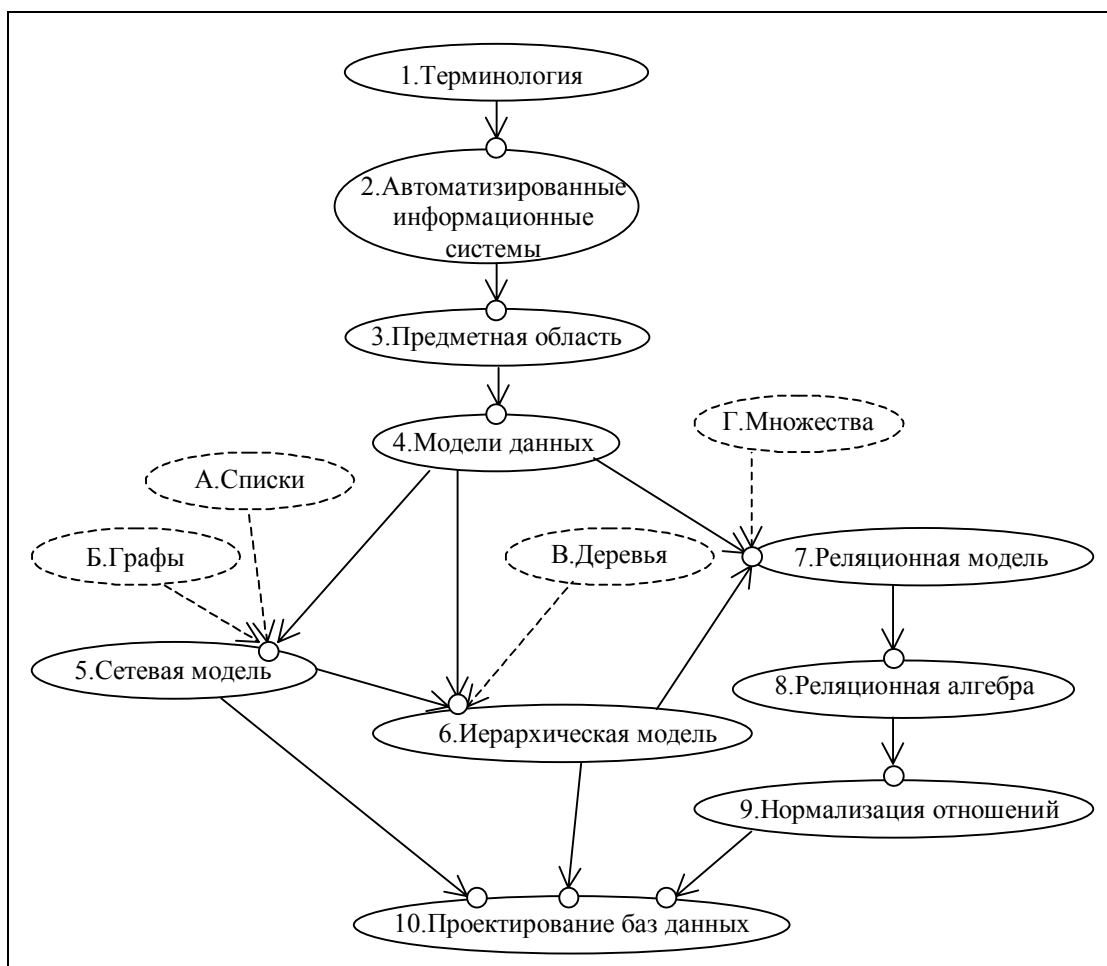 1.Терминология
2.Автоматизированные
информационные
системы
3.Предметная область
4.Модели данных
Г.Множества
А.Списки
Б.Графы
В.Деревья
7.Реляционная модель
5.Сетевая модель
8.Реляционная алгебра
6.Иерархическая модель
9.Нормализация отношений
10.Проектирование баз данных